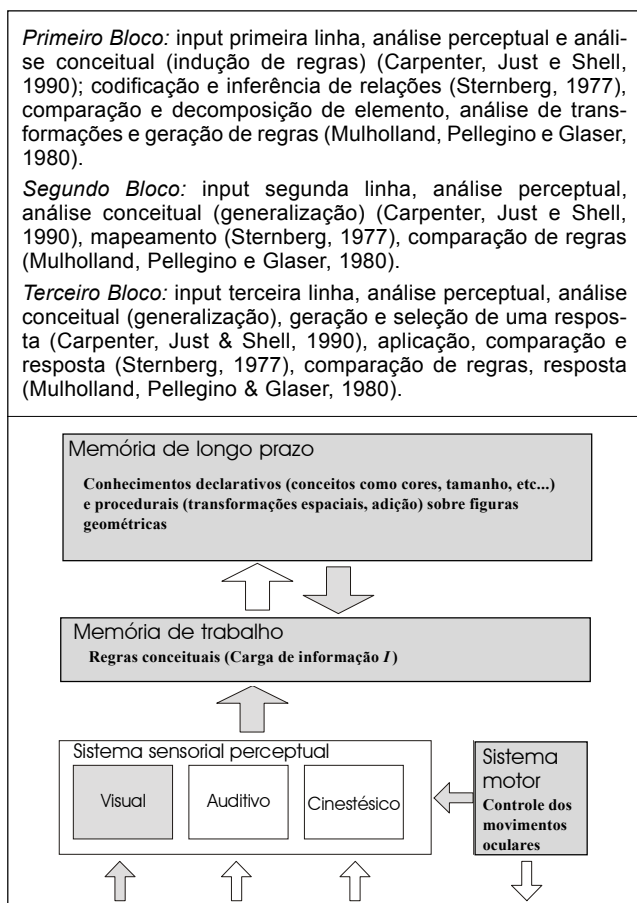 Primeiro Bloco: input primeira linha, análise perceptual e análi-
se conceitual (indução de regras) (Carpenter, Just e Shell,
1990); codificação e inferência de relações (Sternberg, 1977),
comparação e decomposição de elemento, análise de trans-
formações e geração de regras (Mulholland, Pellegino e Glaser,
1980).
Segundo Bloco: input segunda linha, análise perceptual,
análise conceitual (generalização) (Carpenter, Just e Shell,
1990), mapeamento (Sternberg, 1977), comparação de regras
(Mulholland, Pellegino e Glaser, 1980).
Terceiro Bloco: input terceira linha, análise perceptual, análise
conceitual (generalização), geração e seleção de uma respos-
ta (Carpenter, Just & Shell, 1990), aplicação, comparação e
resposta (Sternberg, 1977), comparação de regras, resposta
(Mulholland, Pellegino & Glaser, 1980).
Memória de longo prazo
Conhecimentos declarativos (conceitos como cores, tamanho, etc...)
e procedurais (transformações espaciais, adição) sobre figuras
geométricas
Memória de trabalho
Regras conceituais (Carga de informação I)
Sistema sensorial perceptual
Visual
Auditivo
Cinestésico
Sistema
motor
Controle dos
movimentos
oculares